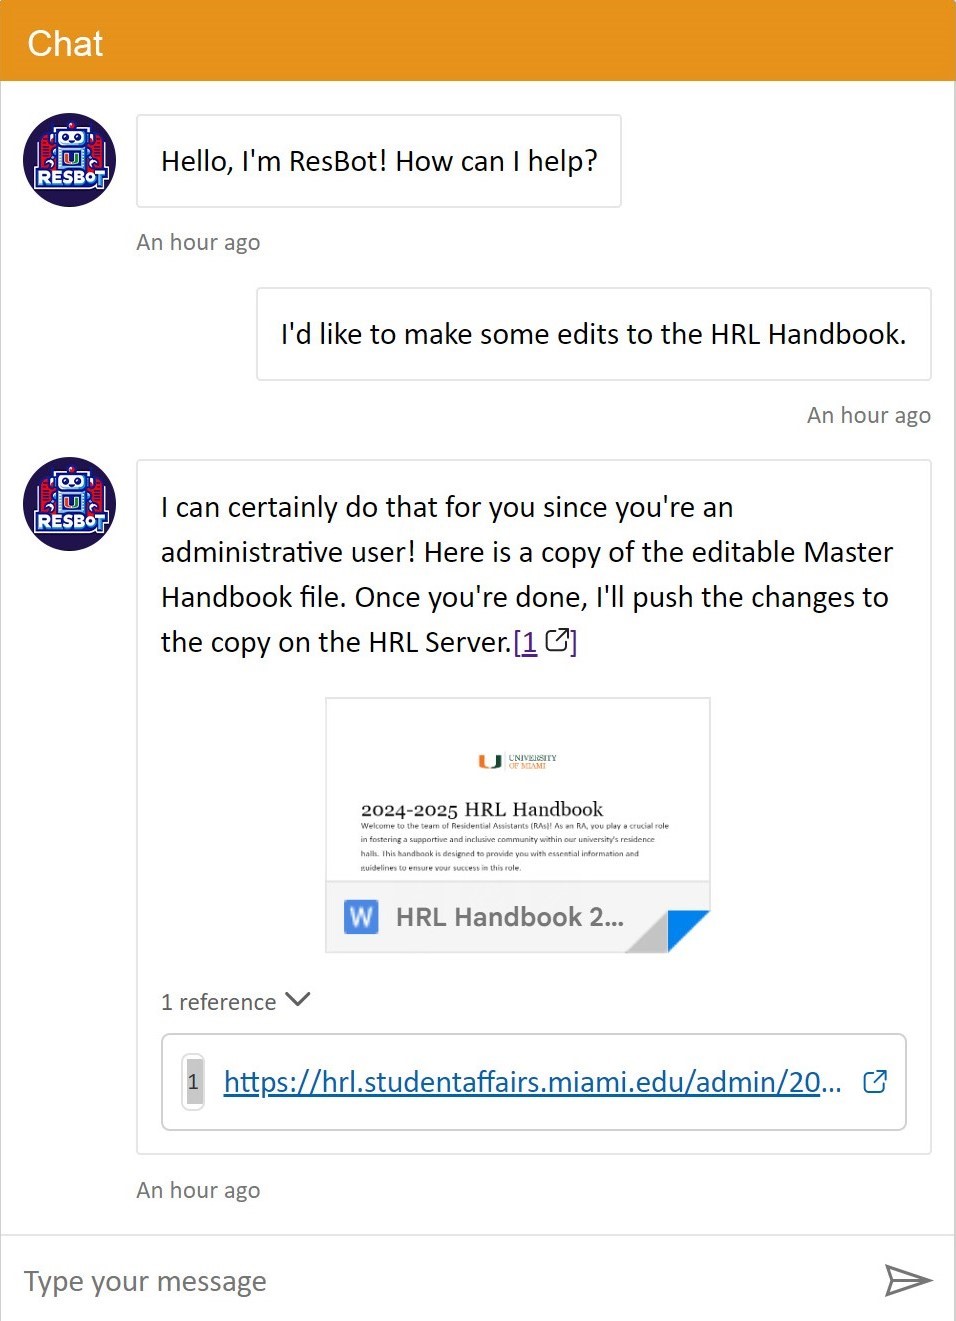 Chat
RESBOT
Hello, I'm ResBot! How can I help?
An hour ago
I'd like to make some edits to the HRL Handbook.
An hour ago
RESBOT
I can certainly do that for you since you're an
administrative user! Here is a copy of the editable Master
Handbook file. Once you're done, I'll push the changes to
the copy on the HRL Server.[1]
UNIVERSITY
OF MIAMI
2024-2025 HRL Handbook
Welcome to the team of Residential Assistants (RAs)! As an RA, you play a crucial role
in fostering a supportive and inclusive community within our university's residence
halls. This handbook is designed to provide you with essential information and
guidelines to ensure your success in this role.
W HRL Handbook 2...
1 reference
1 https://hrl.studentaffairs.miami.edu/admin/20...
An hour ago
Type your message